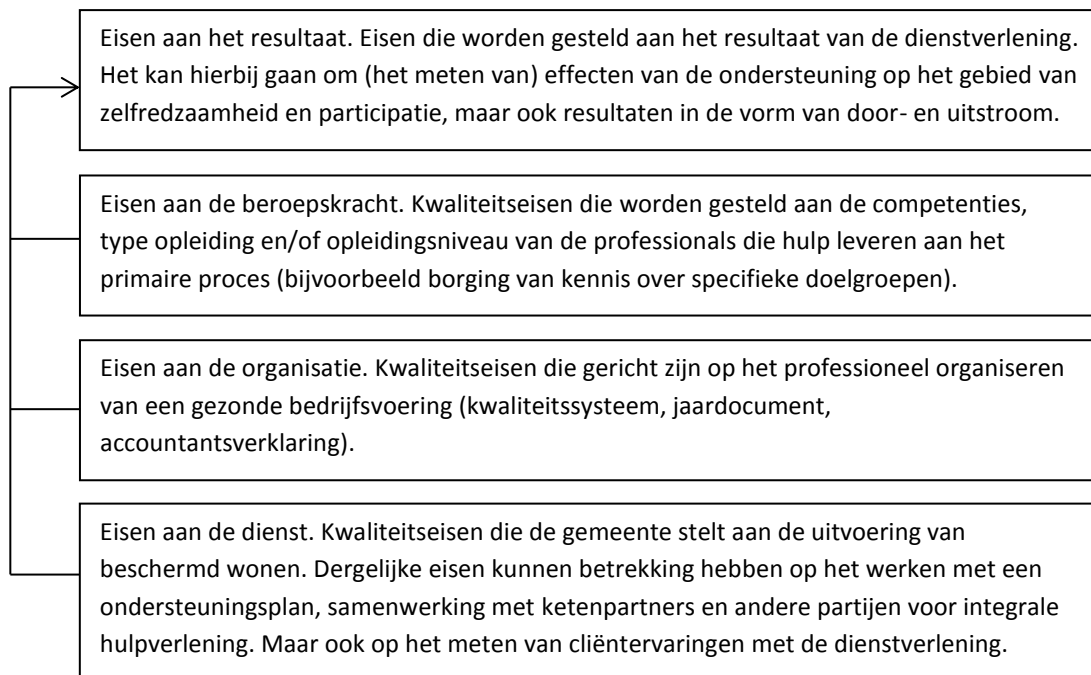 Eisen aan het resultaat. Eisen die worden gesteld aan het resultaat van de dienstverlening.
Het kan hierbij gaan om (het meten van) effecten van de ondersteuning op het gebied van
zelfredzaamheid en participatie, maar ook resultaten in de vorm van door- en uitstroom.
Eisen aan de beroepskracht. Kwaliteitseisen die worden gesteld aan de competenties,
type opleiding en/of opleidingsniveau van de professionals die hulp leveren aan het
primaire proces (bijvoorbeeld borging van kennis over specifieke doelgroepen).
Eisen aan de organisatie. Kwaliteitseisen die gericht zijn op het professioneel organiseren
van een gezonde bedrijfsvoering (kwaliteitssysteem, jaardocument,
accountantsverklaring).
Eisen aan de dienst. Kwaliteitseisen die de gemeente stelt aan de uitvoering van
beschermd wonen. Dergelijke eisen kunnen betrekking hebben op het werken met een
ondersteuningsplan, samenwerking met ketenpartners en andere partijen voor integrale
hulpverlening. Maar ook op het meten van cliëntervaringen met de dienstverlening.